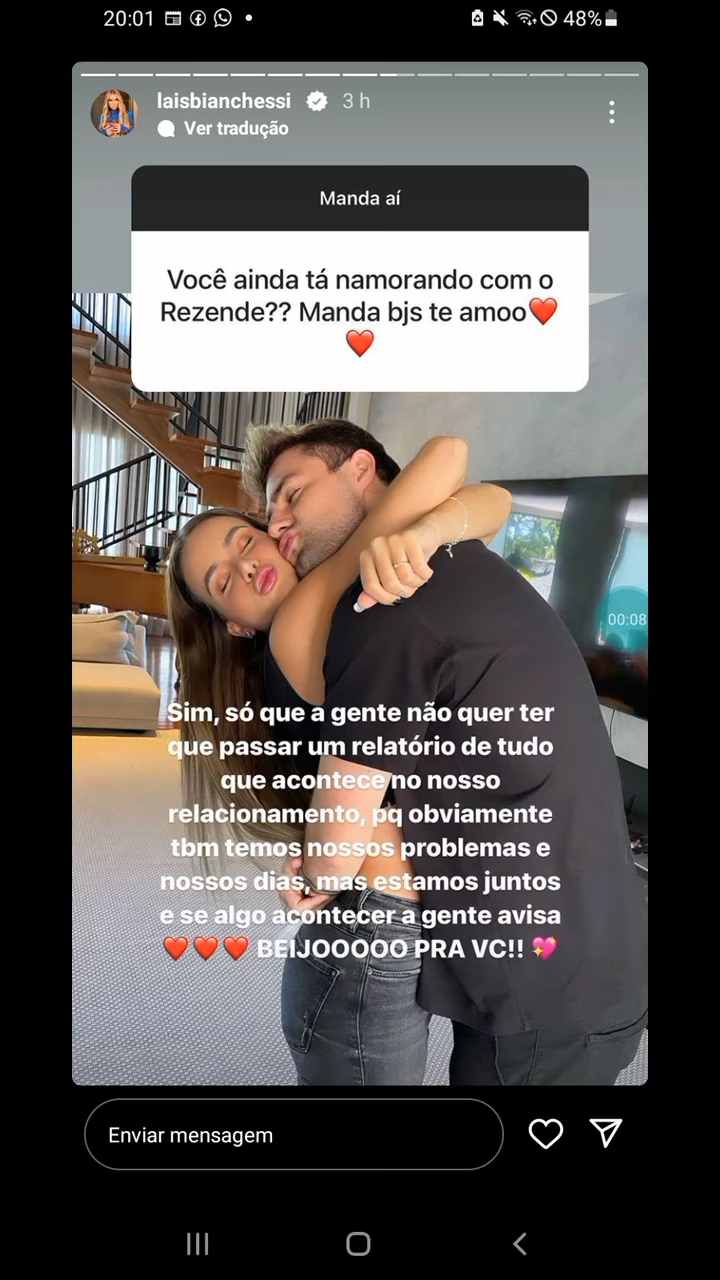 20:01
48%
laisbianchessi 3 h
Ver tradução
Manda aí
Você ainda tá namorando com o
Rezende?? Manda bjs te amoo❤️
❤️
00:08
Sim, só que a gente não quer ter
que passar um relatório de tudo
que acontece no nosso
relacionamento, pq obviamente
tbm temos nossos problemas e
nossos dias, mas estamos juntos
e se algo acontecer a gente avisa
❤️❤️❤️ BEIJOOOOO PRA VC!! 💖
Enviar mensagem